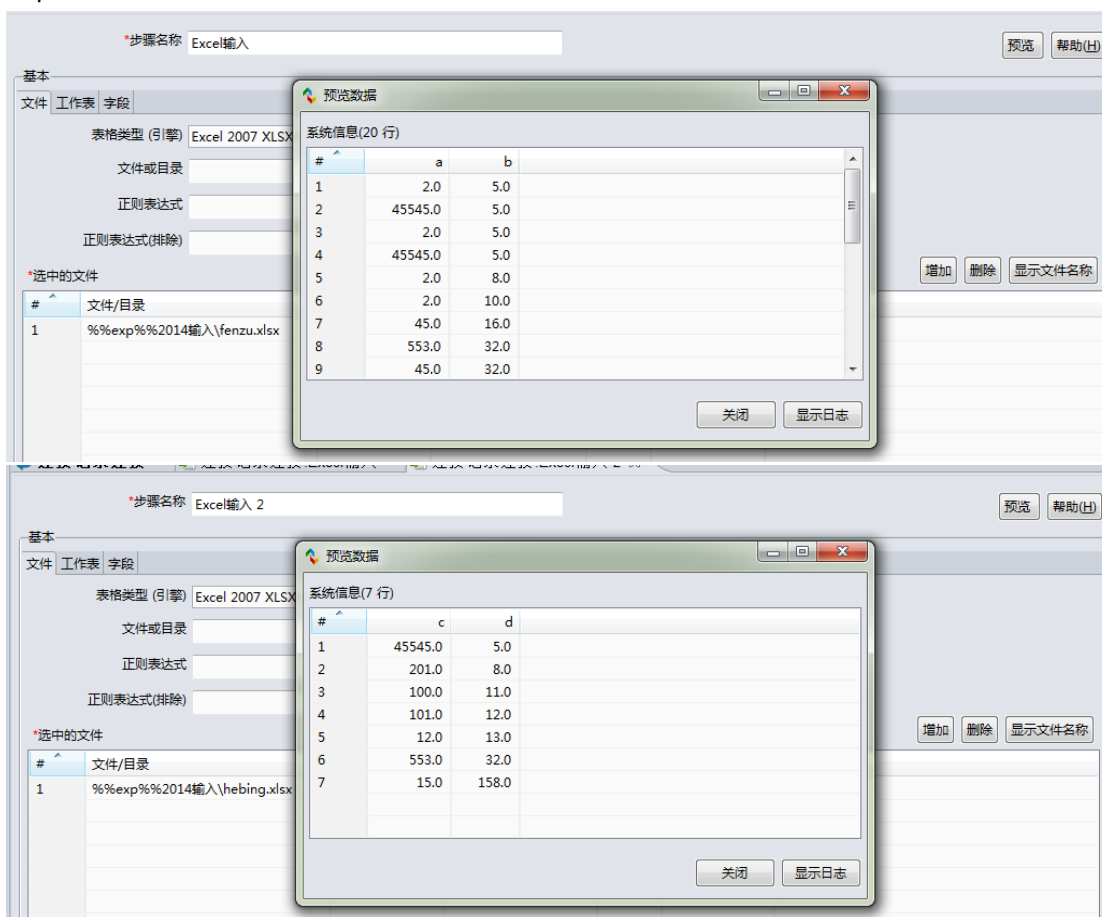 *步骤名称 Excel输入 预览 帮助(H)
基本
文件 工作表 字段
预览数据
表格类型 (引擎) Excel 2007 XLSX
系统信息(20 行)
# a b
文件或目录
1 2.0 5.0
正则表达式
2 45545.0 5.0
3 2.0 5.0
正则表达式(排除)
4 45545.0 5.0
*选中的文件 增加 删除 显示文件名称
5 2.0 8.0
# 文件/目录
6 2.0 10.0
1 %%exp%%2014输入\fenzu.xlsx
7 45.0 16.0
8 553.0 32.0
9 45.0 32.0
关闭 显示日志
*步骤名称 Excel输入 2 预览 帮助(H)
基本
文件 工作表 字段
预览数据
表格类型 (引擎) Excel 2007 XLSX
系统信息(7 行)
# c d
文件或目录
1 45545.0 5.0
正则表达式
2 201.0 8.0
3 100.0 11.0
正则表达式(排除)
4 101.0 12.0
*选中的文件 增加 删除 显示文件名称
5 12.0 13.0
# 文件/目录
6 553.0 32.0
1 %%exp%%2014输入\hebing.xlsx
7 15.0 158.0
关闭 显示日志